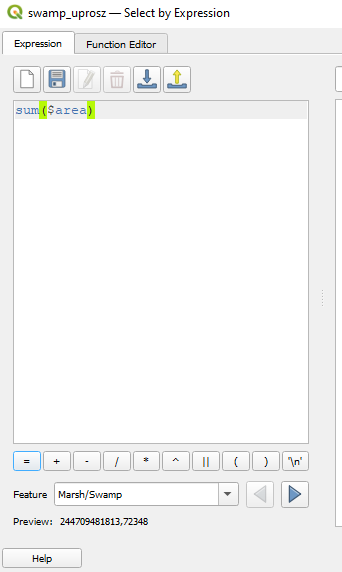 swamp_uprosz — Select by Expression
Expression
Function Editor
sum($area)
= + - / * ^ || ( ) '\n'
Feature Marsh/Swamp
Preview: 244709481813,72348
Help